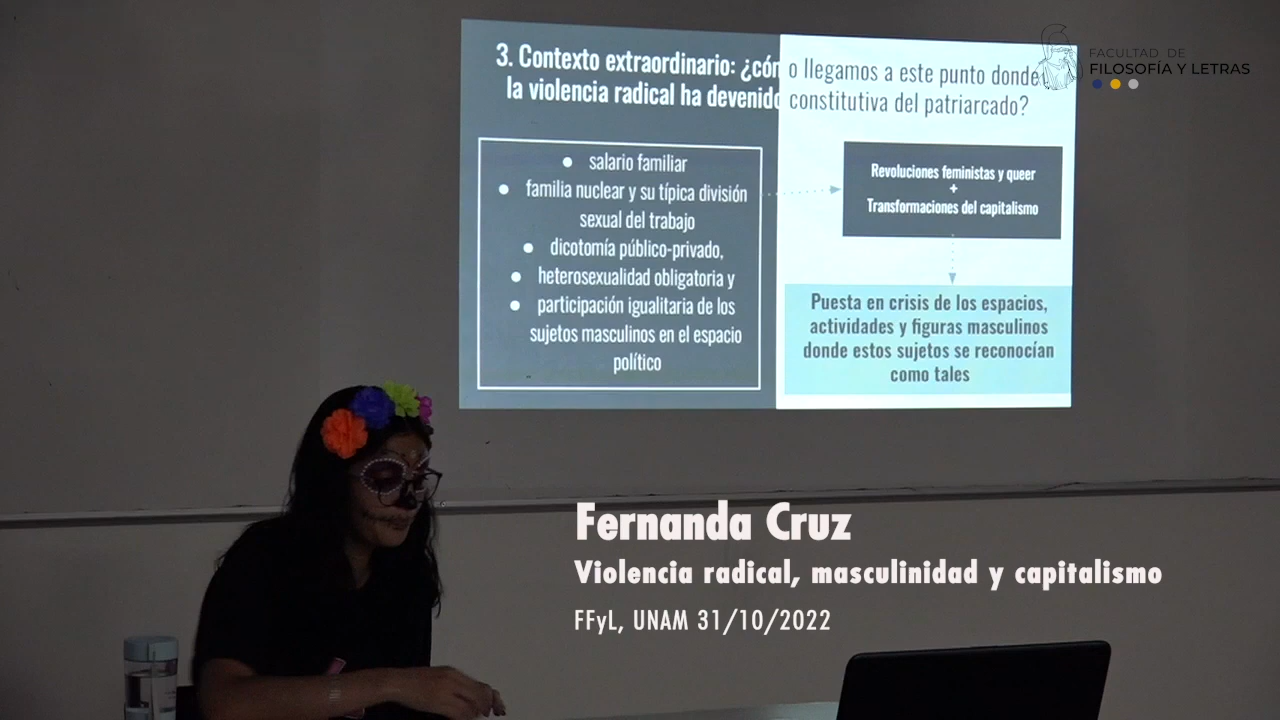 3. Contexto extraordinario: ¿cómo llegamos a este punto donde
la violencia radical ha devenido constitutiva del patriarcado?
FACULTAD DE
FILOSOFÍA Y LETRAS
● salario familiar
● familia nuclear y su típica división
sexual del trabajo
● dicotomía público-privado,
● heterosexualidad obligatoria y
● participación igualitaria de los
sujetos masculinos en el espacio
político
Revoluciones feministas y queer
+
Transformaciones del capitalismo
Puesta en crisis de los espacios,
actividades y figuras masculinos
donde estos sujetos se reconocían
como tales
Fernanda Cruz
Violencia radical, masculinidad y capitalismo
FFyL, UNAM 31/10/2022